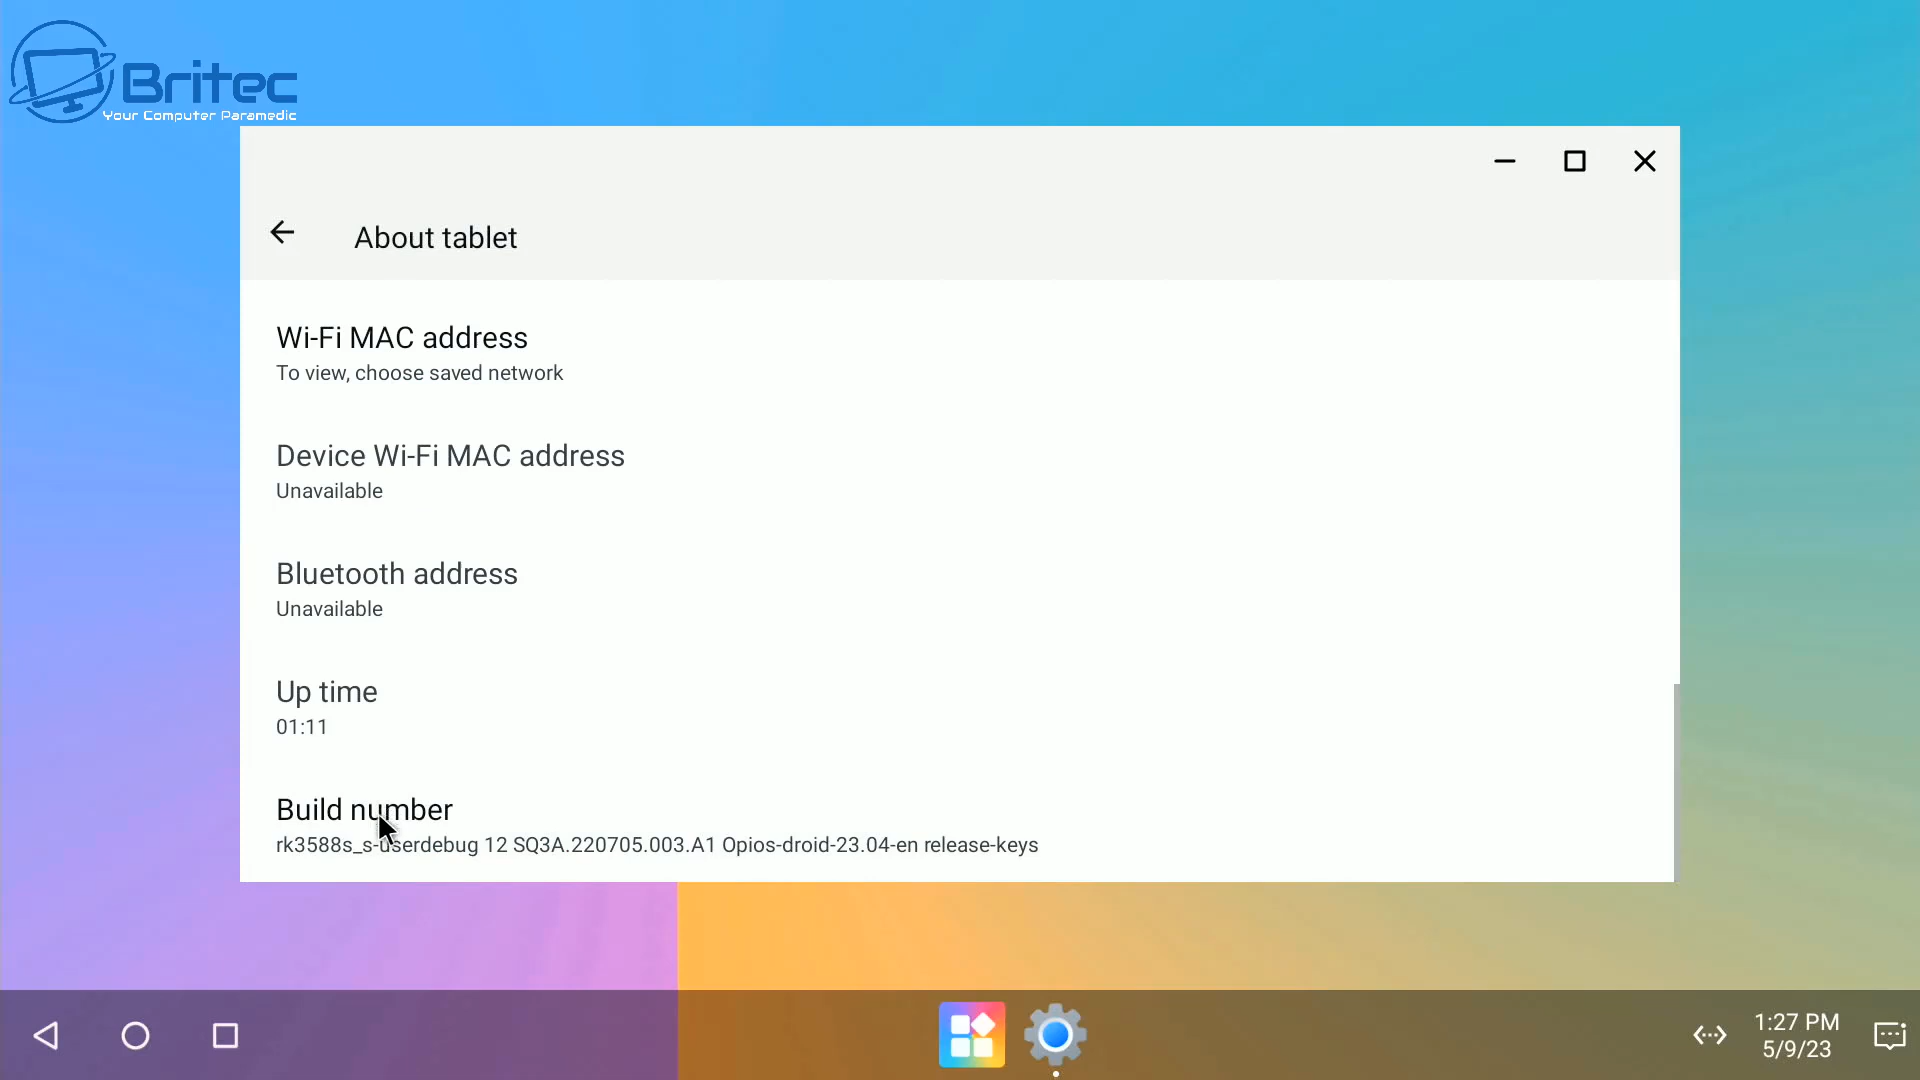 Britec
Your Computer Paramedic
About tablet
Wi-Fi MAC address
To view, choose saved network
Device Wi-Fi MAC address
Unavailable
Bluetooth address
Unavailable
Up time
01:11
Build number
rk3588s_s-userdebug 12 SQ3A.220705.003.A1 Opios-droid-23.04-en release-keys
1:27 PM
5/9/23